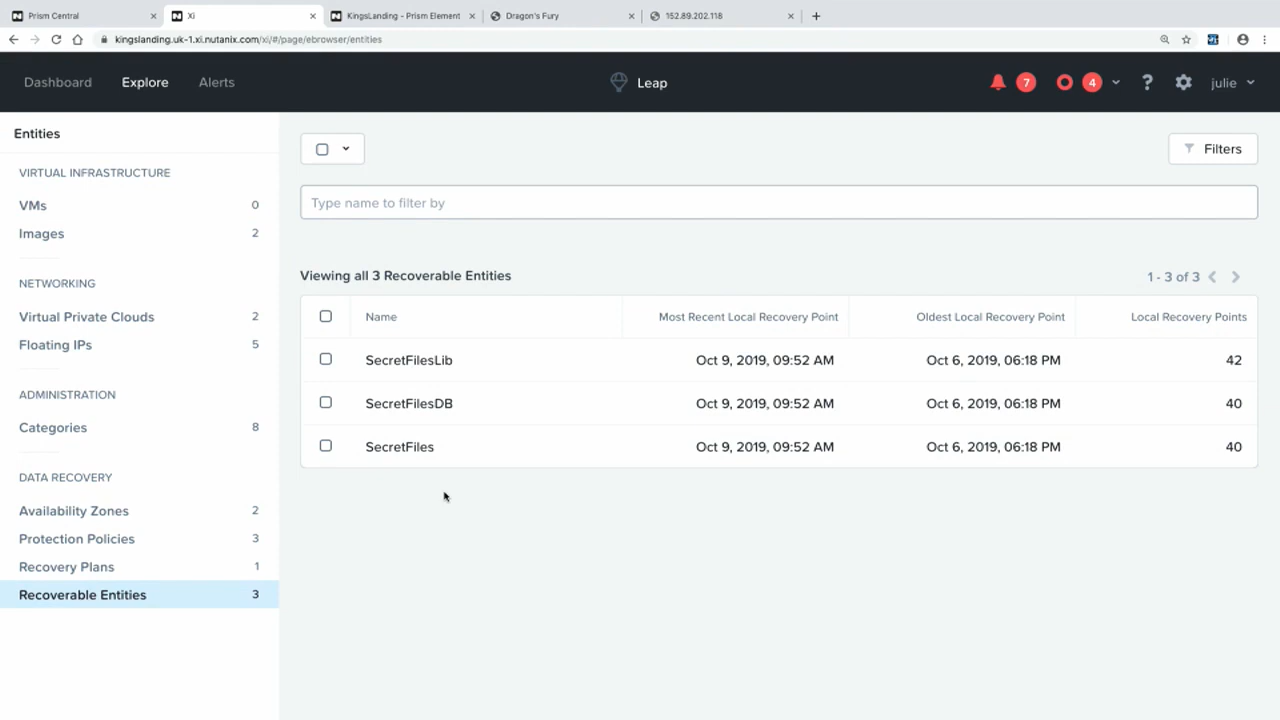 Prism Central
Xi
KingsLanding - Prism Element
Dragon's Fury
152.89.202.118
kingslanding.uk-1.xi.nutanix.com/xi/#/page/ebrowser/entities
Dashboard
Explore
Alerts
Leap
7
4
?
julie
Entities
VIRTUAL INFRASTRUCTURE
VMs 0
Images 2
NETWORKING
Virtual Private Clouds 2
Floating IPs 5
ADMINISTRATION
Categories 8
DATA RECOVERY
Availability Zones 2
Protection Policies 3
Recovery Plans 1
Recoverable Entities 3
Filters
Type name to filter by
Viewing all 3 Recoverable Entities
1 - 3 of 3
Name Most Recent Local Recovery Point Oldest Local Recovery Point Local Recovery Points
SecretFilesLib Oct 9, 2019, 09:52 AM Oct 6, 2019, 06:18 PM 42
SecretFilesDB Oct 9, 2019, 09:52 AM Oct 6, 2019, 06:18 PM 40
SecretFiles Oct 9, 2019, 09:52 AM Oct 6, 2019, 06:18 PM 40